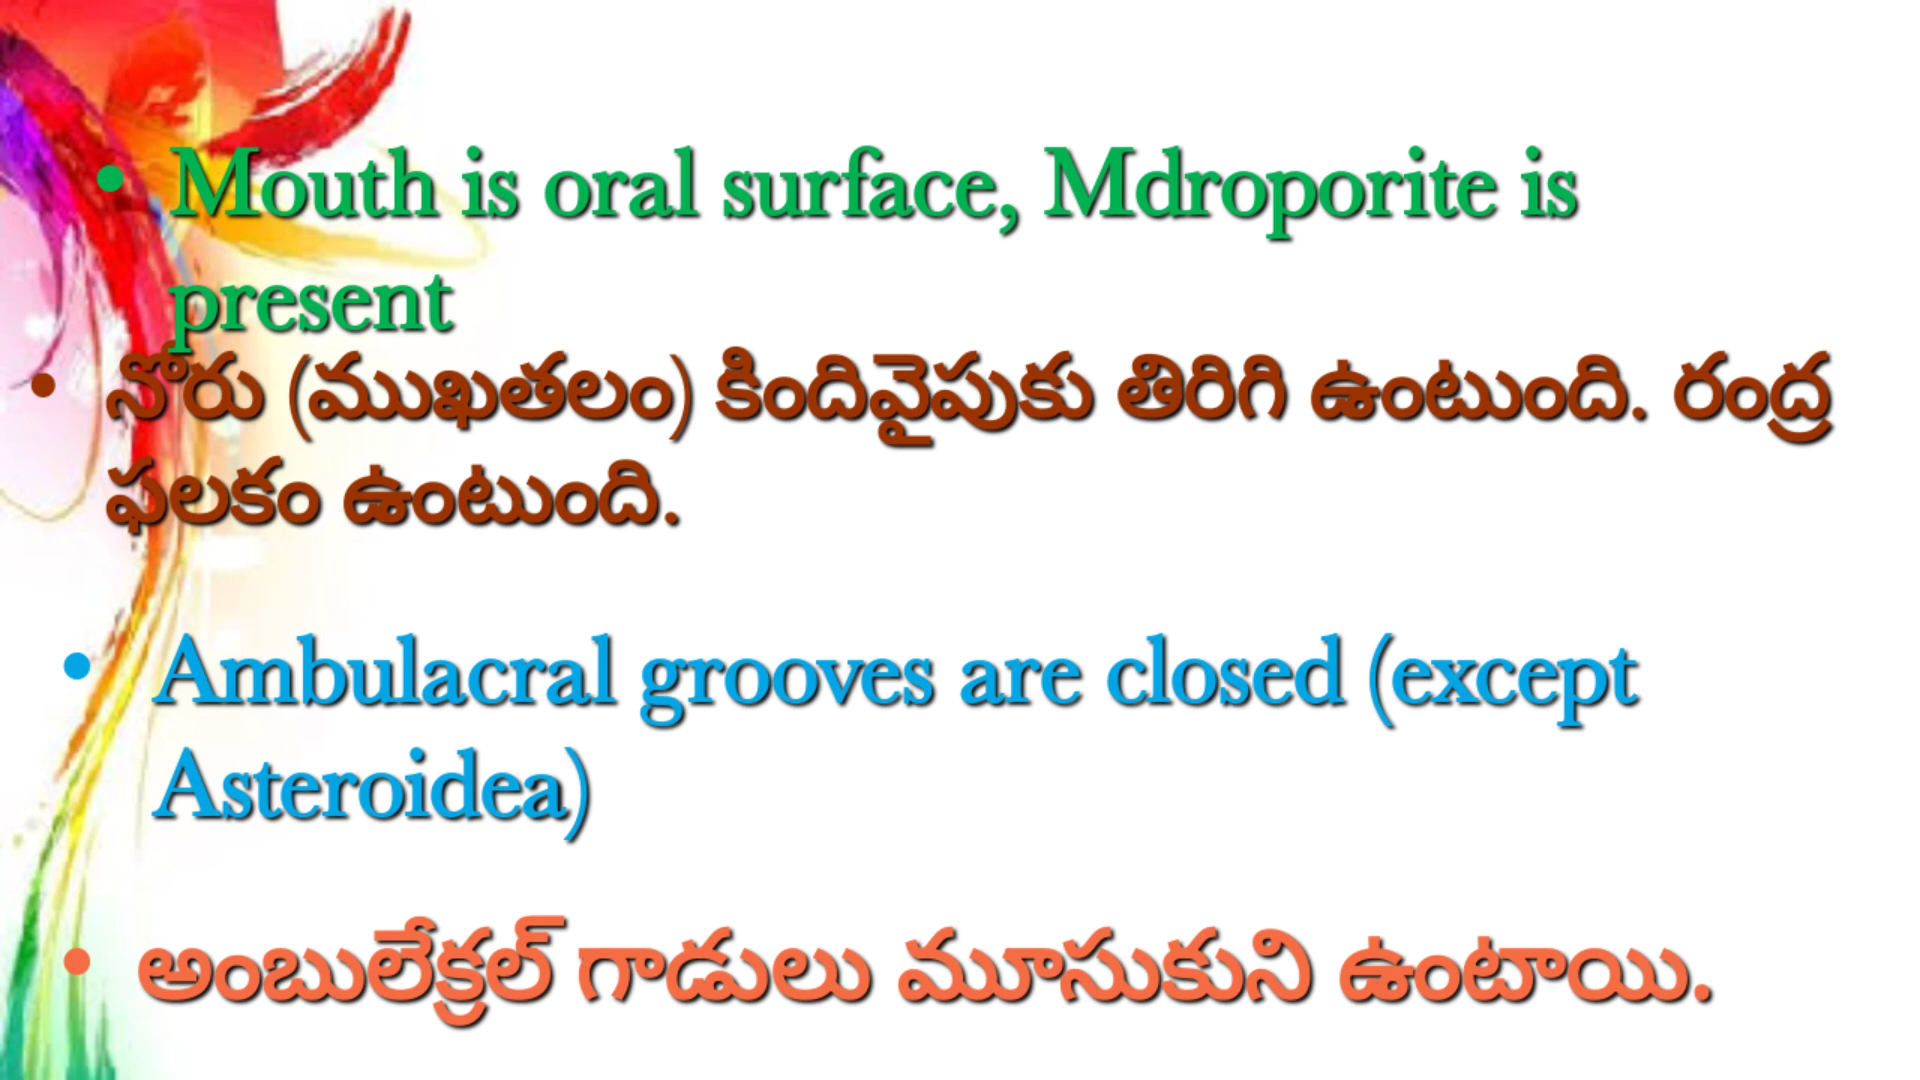 • Mouth is oral surface, Mdroporite is
present
• నోరు (ముఖతలం) కిందివైపుకు తిరిగి ఉంటుంది. రంద్ర
ఫలకం ఉంటుంది.
• Ambulacral grooves are closed (except
Asteroidea)
• అంబులేక్రల్ గాడులు మూసుకుని ఉంటాయి.